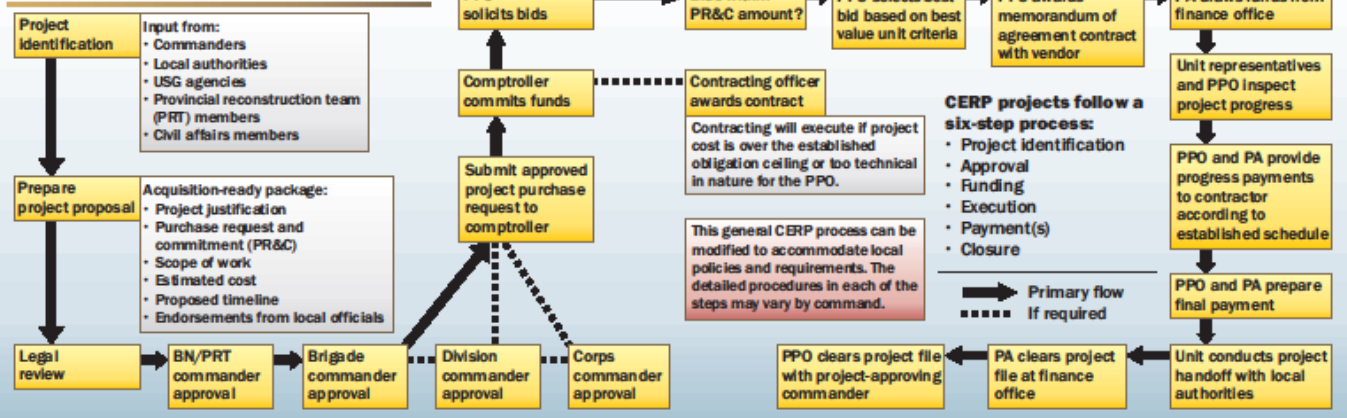 Project
identification
Input from:
· Commanders
· Local authorities
· USG agencies
· Provincial reconstruction team
(PRT) members
· Civil affairs members
Prepare
project proposal
Acquisition-ready package:
· Project justification
· Purchase request and
commitment (PR&C)
· Scope of work
· Estimated cost
· Proposed timeline
· Endorsements from local officials
Legal
review
BN/PRT
commander
approval
Brigade
commander
approval
Division
commander
approval
Corps
commander
approval
Submit approved
project purchase
request to
comptroller
Comptroller
commits funds
solicits bids
PR&C amount?
bid based on best
value unit criteria
memorandum of
agreement contract
with vendor
finance office
Contracting officer
awards contract
Contracting will execute if project
cost is over the established
obligation ceiling or too technical
in nature for the PPO.
This general CERP process can be
modified to accommodate local
policies and requirements. The
detailed procedures in each of the
steps may vary by command.
CERP projects follow a
six-step process:
· Project identification
· Approval
· Funding
· Execution
· Payment(s)
· Closure
Primary flow
If required
Unit representatives
and PPO inspect
project progress
PPO and PA provide
progress payments
to contractor
according to
established schedule
PPO and PA prepare
final payment
Unit conducts project
handoff with local
authorities
PA clears project
file at finance
office
PPO clears project file
with project-approving
commander